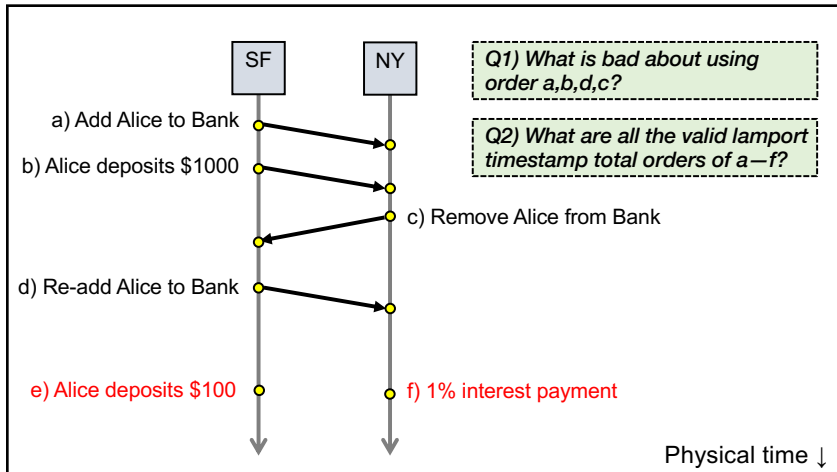 SF
NY
Q1) What is bad about using
order a,b,d,c?
a) Add Alice to Bank
Q2) What are all the valid lamport
timestamp total orders of a—f?
b) Alice deposits $1000
c) Remove Alice from Bank
d) Re-add Alice to Bank
e) Alice deposits $100
f) 1% interest payment
Physical time ↓